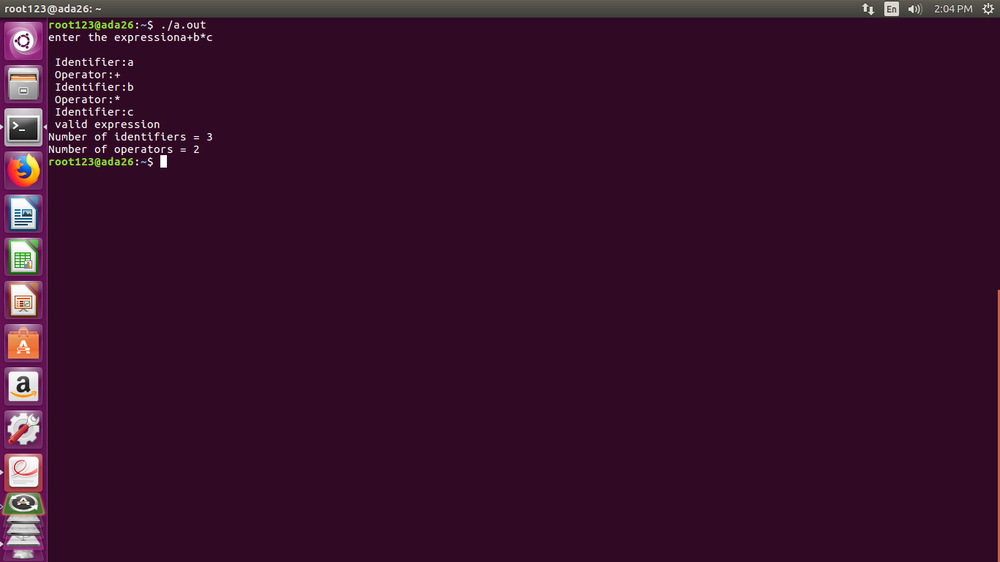 root123@ada26: ~
En
2:04 PM
root123@ada26:~$ ./a.out
enter the expressiona+b*c
Identifier:a
Operator:+
Identifier:b
Operator:*
Identifier:c
valid expression
Number of identifiers = 3
Number of operators = 2
root123@ada26:~$